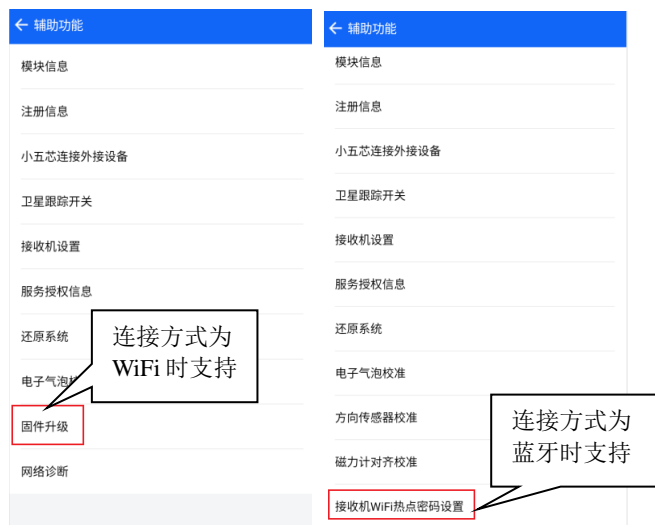 辅助功能
模块信息
注册信息
小五芯连接外接设备
卫星跟踪开关
接收机设置
服务授权信息
还原系统
电子气泡
固件升级
网络诊断
连接方式为
WiFi 时支持
辅助功能
模块信息
注册信息
小五芯连接外接设备
卫星跟踪开关
接收机设置
服务授权信息
还原系统
电子气泡校准
方向传感器校准
磁力计对齐校准
接收机WiFi热点密码设置
连接方式为
蓝牙时支持